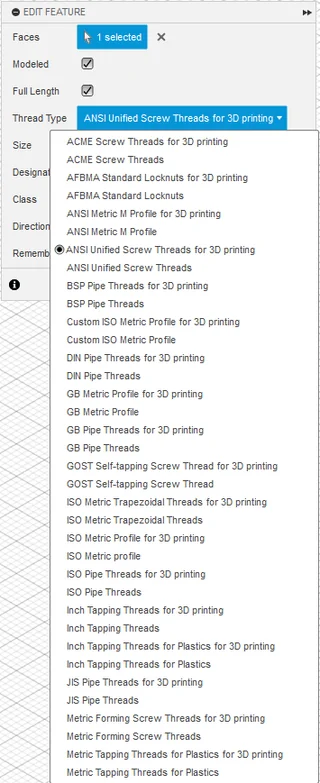 EDIT FEATURE
Faces 1 selected
Modeled
Full Length
Thread Type ANSI Unified Screw Threads for 3D printing
Size
Designat
Class
Direction
Rememb
ACME Screw Threads for 3D printing
ACME Screw Threads
AFBMA Standard Locknuts for 3D printing
AFBMA Standard Locknuts
ANSI Metric M Profile for 3D printing
ANSI Metric M Profile
ANSI Unified Screw Threads for 3D printing
ANSI Unified Screw Threads
BSP Pipe Threads for 3D printing
BSP Pipe Threads
Custom ISO Metric Profile for 3D printing
Custom ISO Metric Profile
DIN Pipe Threads for 3D printing
DIN Pipe Threads
GB Metric Profile for 3D printing
GB Metric Profile
GB Pipe Threads for 3D printing
GB Pipe Threads
GOST Self-tapping Screw Thread for 3D printing
GOST Self-tapping Screw Thread
ISO Metric Trapezoidal Threads for 3D printing
ISO Metric Trapezoidal Threads
ISO Metric Profile for 3D printing
ISO Metric profile
ISO Pipe Threads for 3D printing
ISO Pipe Threads
Inch Tapping Threads for 3D printing
Inch Tapping Threads
Inch Tapping Threads for Plastics for 3D printing
Inch Tapping Threads for Plastics
JIS Pipe Threads for 3D printing
JIS Pipe Threads
Metric Forming Screw Threads for 3D printing
Metric Forming Screw Threads
Metric Tapping Threads for Plastics for 3D printing
Metric Tapping Threads for Plastics